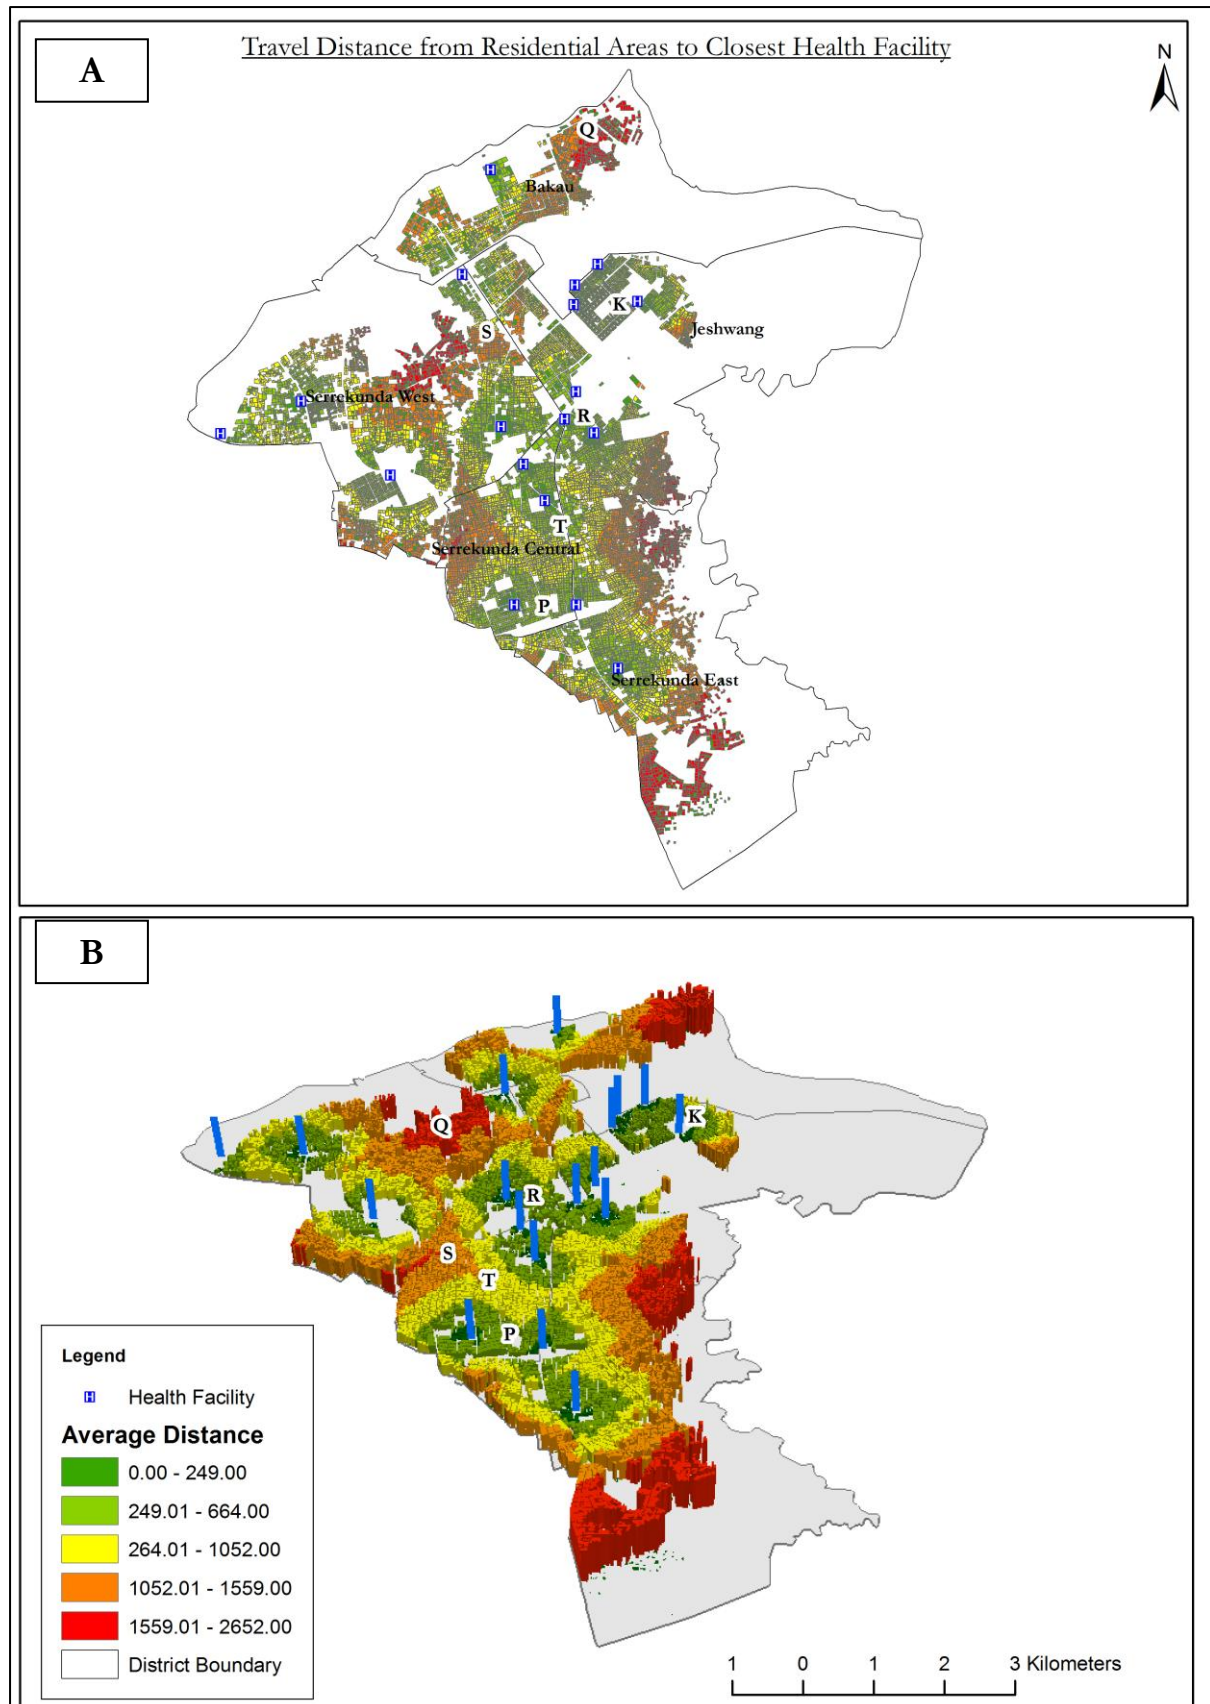 A
Travel Distance from Residential Areas to Closest Health Facility
N
Q
H
Bakau
H
H
H
H
K
H
S
Jeshwang
H
Serrekunda West
H
H
R
H
H
H
H
H
H
T
Serrekunda Central
H
P
H
H
Serrekunda East
B
K
Q
R
S
T
P
Legend
H Health Facility
Average Distance
0.00 - 249.00
249.01 - 664.00
264.01 - 1052.00
1052.01 - 1559.00
1559.01 - 2652.00
District Boundary
1 0 1 2 3 Kilometers